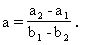 a = (a₂ - a₁) / (b₁ - b₂) .